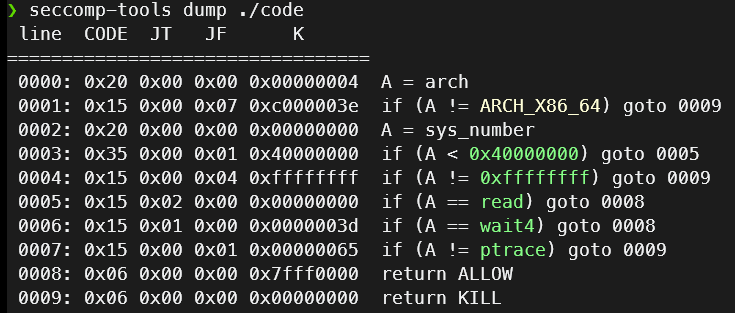 ❯ seccomp-tools dump ./code
line CODE JT JF K
=================================
0000: 0x20 0x00 0x00 0x00000004 A = arch
0001: 0x15 0x00 0x07 0xc000003e if (A != ARCH_X86_64) goto 0009
0002: 0x20 0x00 0x00 0x00000000 A = sys_number
0003: 0x35 0x00 0x01 0x40000000 if (A < 0x40000000) goto 0005
0004: 0x15 0x00 0x04 0xffffffff if (A != 0xffffffff) goto 0009
0005: 0x15 0x02 0x00 0x00000000 if (A == read) goto 0008
0006: 0x15 0x01 0x00 0x0000003d if (A == wait4) goto 0008
0007: 0x15 0x00 0x01 0x00000065 if (A != ptrace) goto 0009
0008: 0x06 0x00 0x00 0x7fff0000 return ALLOW
0009: 0x06 0x00 0x00 0x00000000 return KILL